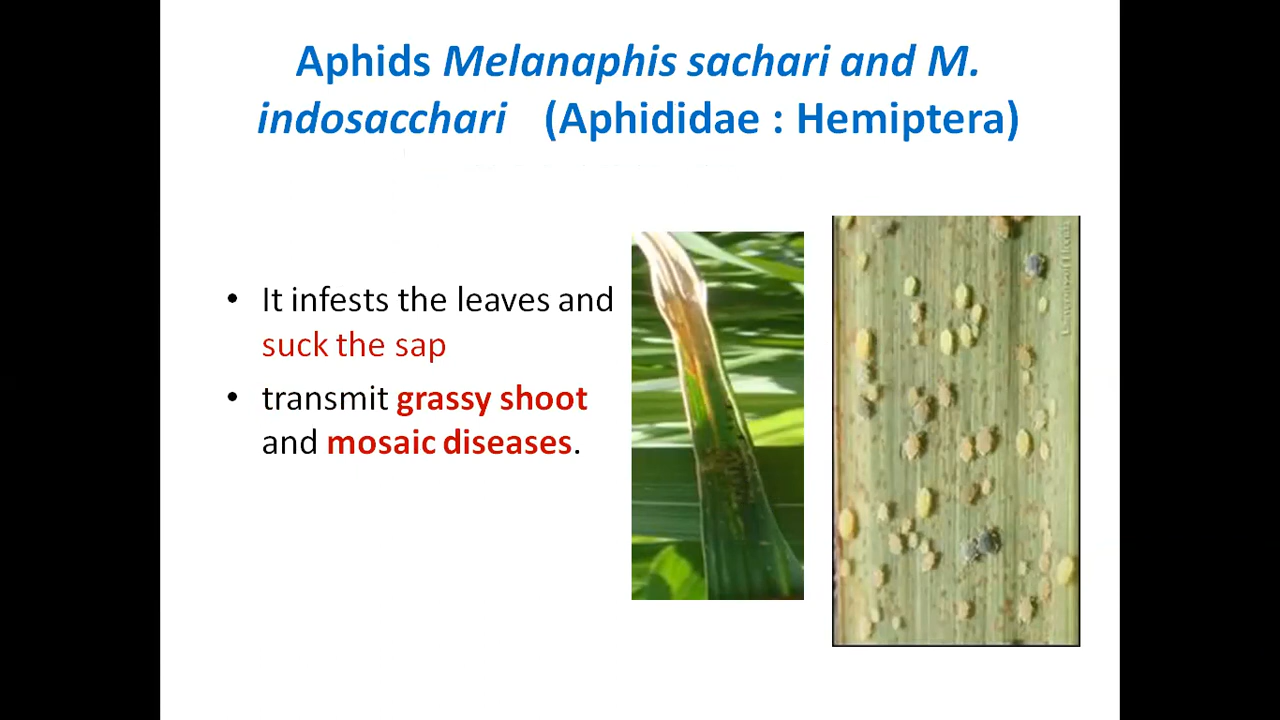 Aphids Melanaphis sachari and M.
indosacchari (Aphididae : Hemiptera)
• It infests the leaves and
suck the sap
• transmit grassy shoot
and mosaic diseases.